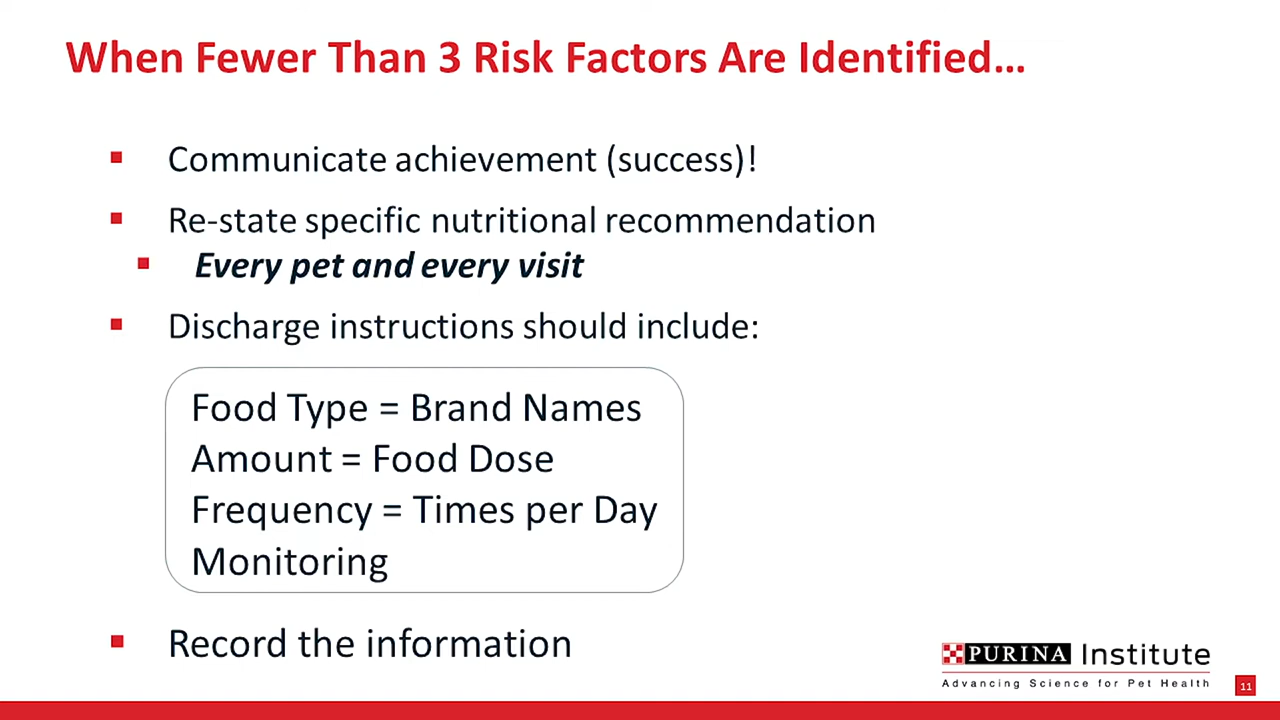 When Fewer Than 3 Risk Factors Are Identified…
Communicate achievement (success)!
Re-state specific nutritional recommendation
Every pet and every visit
Discharge instructions should include:
Food Type = Brand Names
Amount = Food Dose
Frequency = Times per Day
Monitoring
Record the information
PURINA Institute
Advancing Science for Pet Health
11